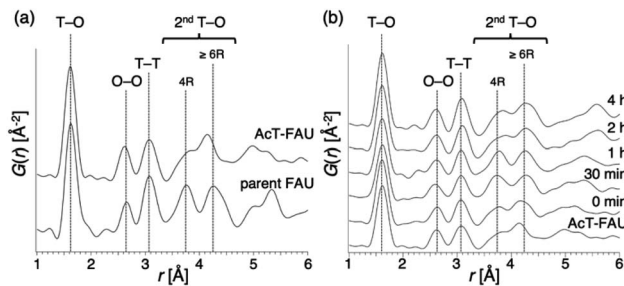 (a)
2nd T–O
T–O
≥ 6R
T–T
O–O
4R
AcT-FAU
parent FAU
G(r) [Å-2]
1 2 3 4 5 6
r [Å]
(b)
2nd T–O
T–O
≥ 6R
T–T
O–O
4R
4 h
2 h
1 h
30 min
0 min
AcT-FAU
G(r) [Å-2]
1 2 3 4 5 6
r [Å]